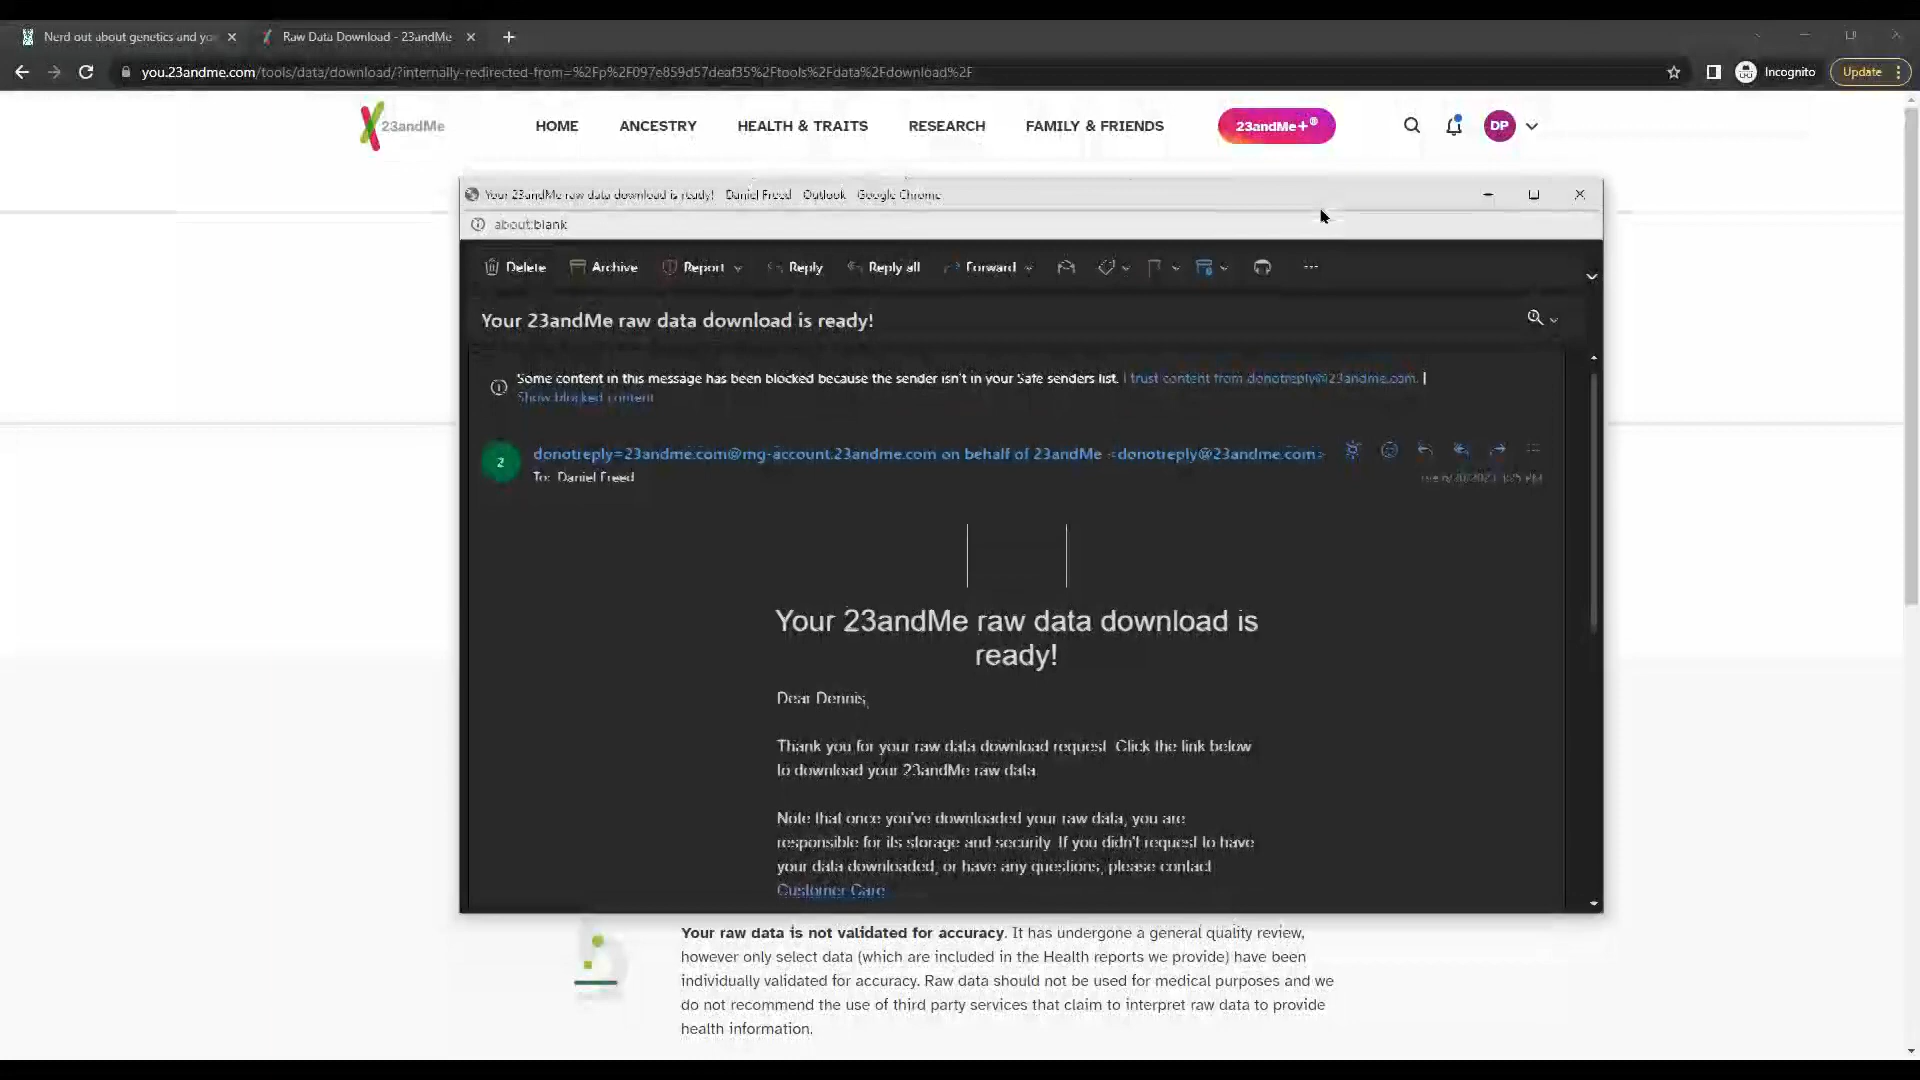 Nerd out about genetics and yo
Raw Data Download - 23andMe
you.23andme.com/tools/data/download/?internally-redirected-from=%2Fp%2F097e859d57deaf35%2Ftools%2Fdata%2Fdownload%2F
Incognito
Update
23andMe
HOME
ANCESTRY
HEALTH & TRAITS
RESEARCH
FAMILY & FRIENDS
23andMe+®
DP
Your 23andMe raw data download is ready! Daniel Freed Outlook Google Chrome
about:blank
Delete
Archive
Report
Reply
Reply all
Forward
Your 23andMe raw data download is ready!
Some content in this message has been blocked because the sender isn't in your Safe senders list. I trust content from donotreply@23andme.com. |
Show blocked content
2
donotreply=23andme.com@mg-account.23andme.com on behalf of 23andMe <donotreply@23andme.com>
To: Daniel Freed
Your 23andMe raw data download is
ready!
Dear Dennis,
Thank you for your raw data download request. Click the link below
to download your 23andMe raw data.
Note that once you've downloaded your raw data, you are
responsible for its storage and security. If you didn't request to have
your data downloaded, or have any questions, please contact
Customer Care
Your raw data is not validated for accuracy. It has undergone a general quality review,
however only select data (which are included in the Health reports we provide) have been
individually validated for accuracy. Raw data should not be used for medical purposes and we
do not recommend the use of third party services that claim to interpret raw data to provide
health information.